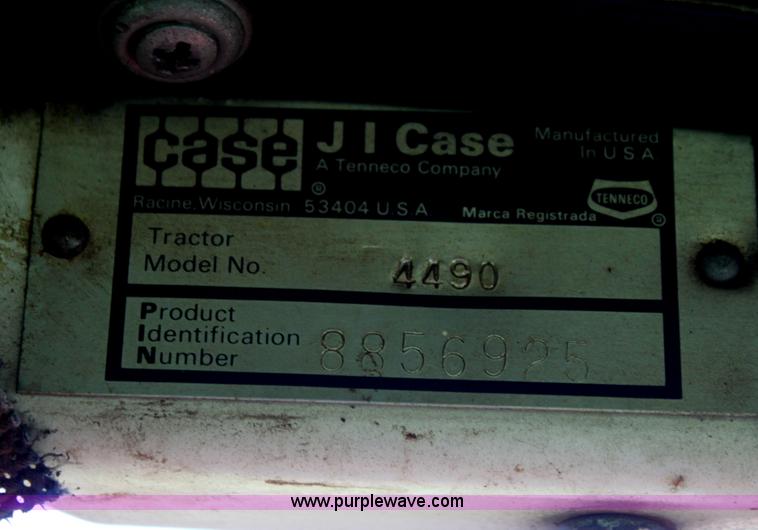 case
J I Case
A Tenneco Company
Manufactured
In U S A
Racine, Wisconsin 53404 U.S.A.
Marca Registrada
TENNECO
®
®
Tractor
Model No. 4490
Product
Identification
Number 8856925
www.purplewave.com